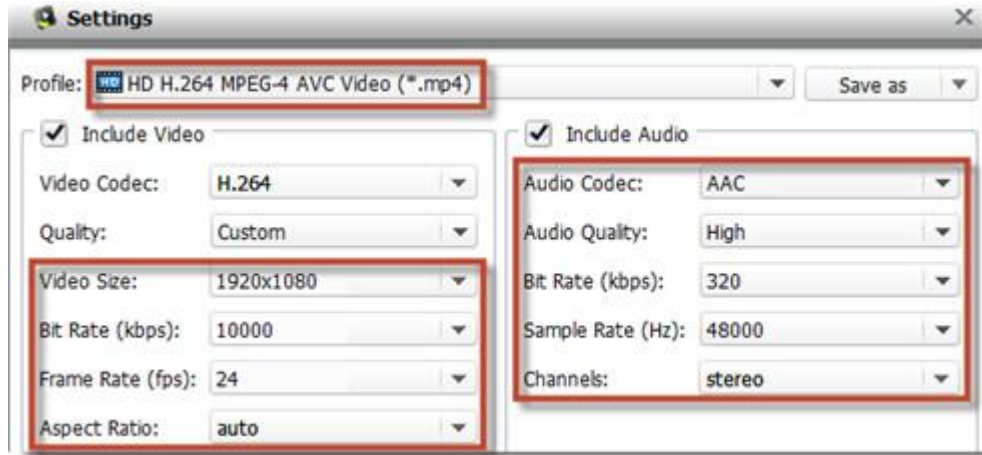 Settings
Profile: HD HD H.264 MPEG-4 AVC Video (*.mp4) Save as
Include Video
Video Codec: H.264
Quality: Custom
Video Size: 1920x1080
Bit Rate (kbps): 10000
Frame Rate (fps): 24
Aspect Ratio: auto
Include Audio
Audio Codec: AAC
Audio Quality: High
Bit Rate (kbps): 320
Sample Rate (Hz): 48000
Channels: stereo